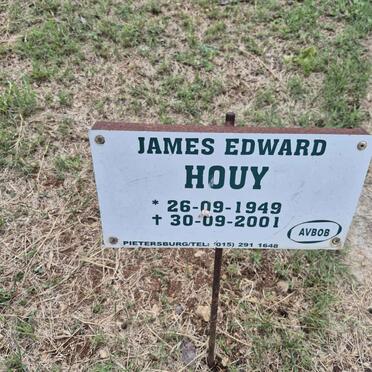 JAMES EDWARD
HOUY
* 26-09-1949
† 30-09-2001
AVBOB
PIETERSBURG/TEL: (015) 291 1648